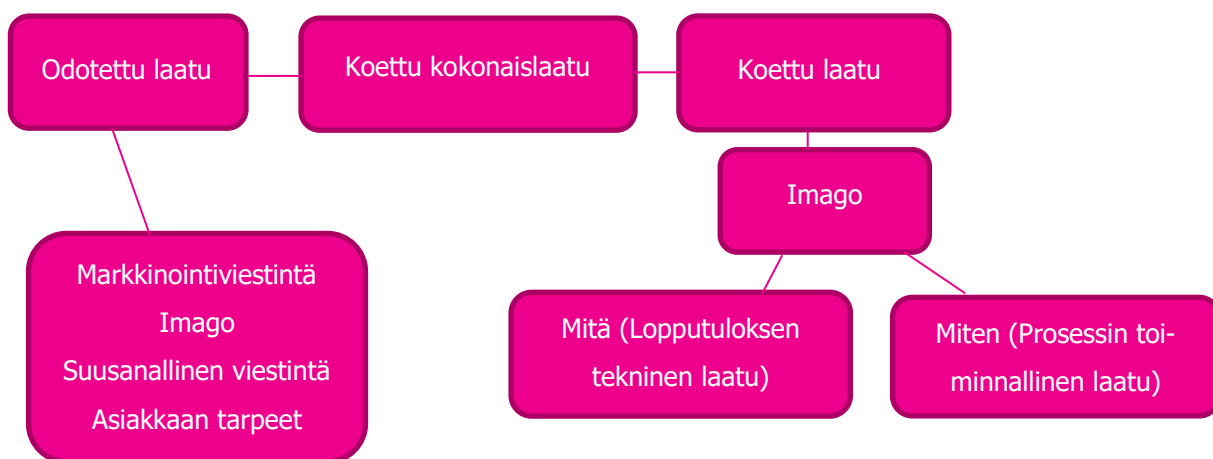 Odotettu laatu
Koettu kokonaislaatu
Koettu laatu
Imago
Markkinointiviestintä
Imago
Suusanallinen viestintä
Asiakkaan tarpeet
Mitä (Lopputuloksen
tekninen laatu)
Miten (Prosessin toi-
minnallinen laatu)